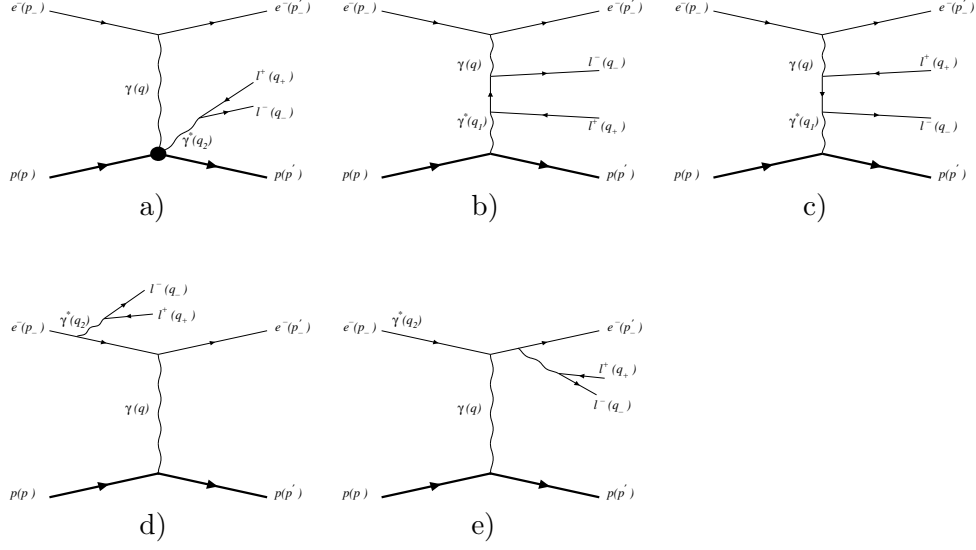 e⁻(p₋) e⁻(p′₋) e⁻(p₋) e⁻(p′₋) e⁻(p₋) e⁻(p′₋)
γ(q) l⁺(q₊) γ(q) l⁻(q₋) γ(q) l⁺(q₊)
l⁻(q₋)
γ*(q₂) γ*(q₁) l⁺(q₊) γ*(q₁) l⁻(q₋)
p(p) p(p′) p(p) p(p′) p(p) p(p′)
a) b) c)
l⁻(q₋)
γ*(q₂) l⁺(q₊) γ*(q₂)
e⁻(p₋) e⁻(p′₋) e⁻(p₋) e⁻(p′₋)
l⁺(q₊)
γ(q) γ(q) l⁻(q₋)
p(p) p(p′) p(p) p(p′)
d) e)